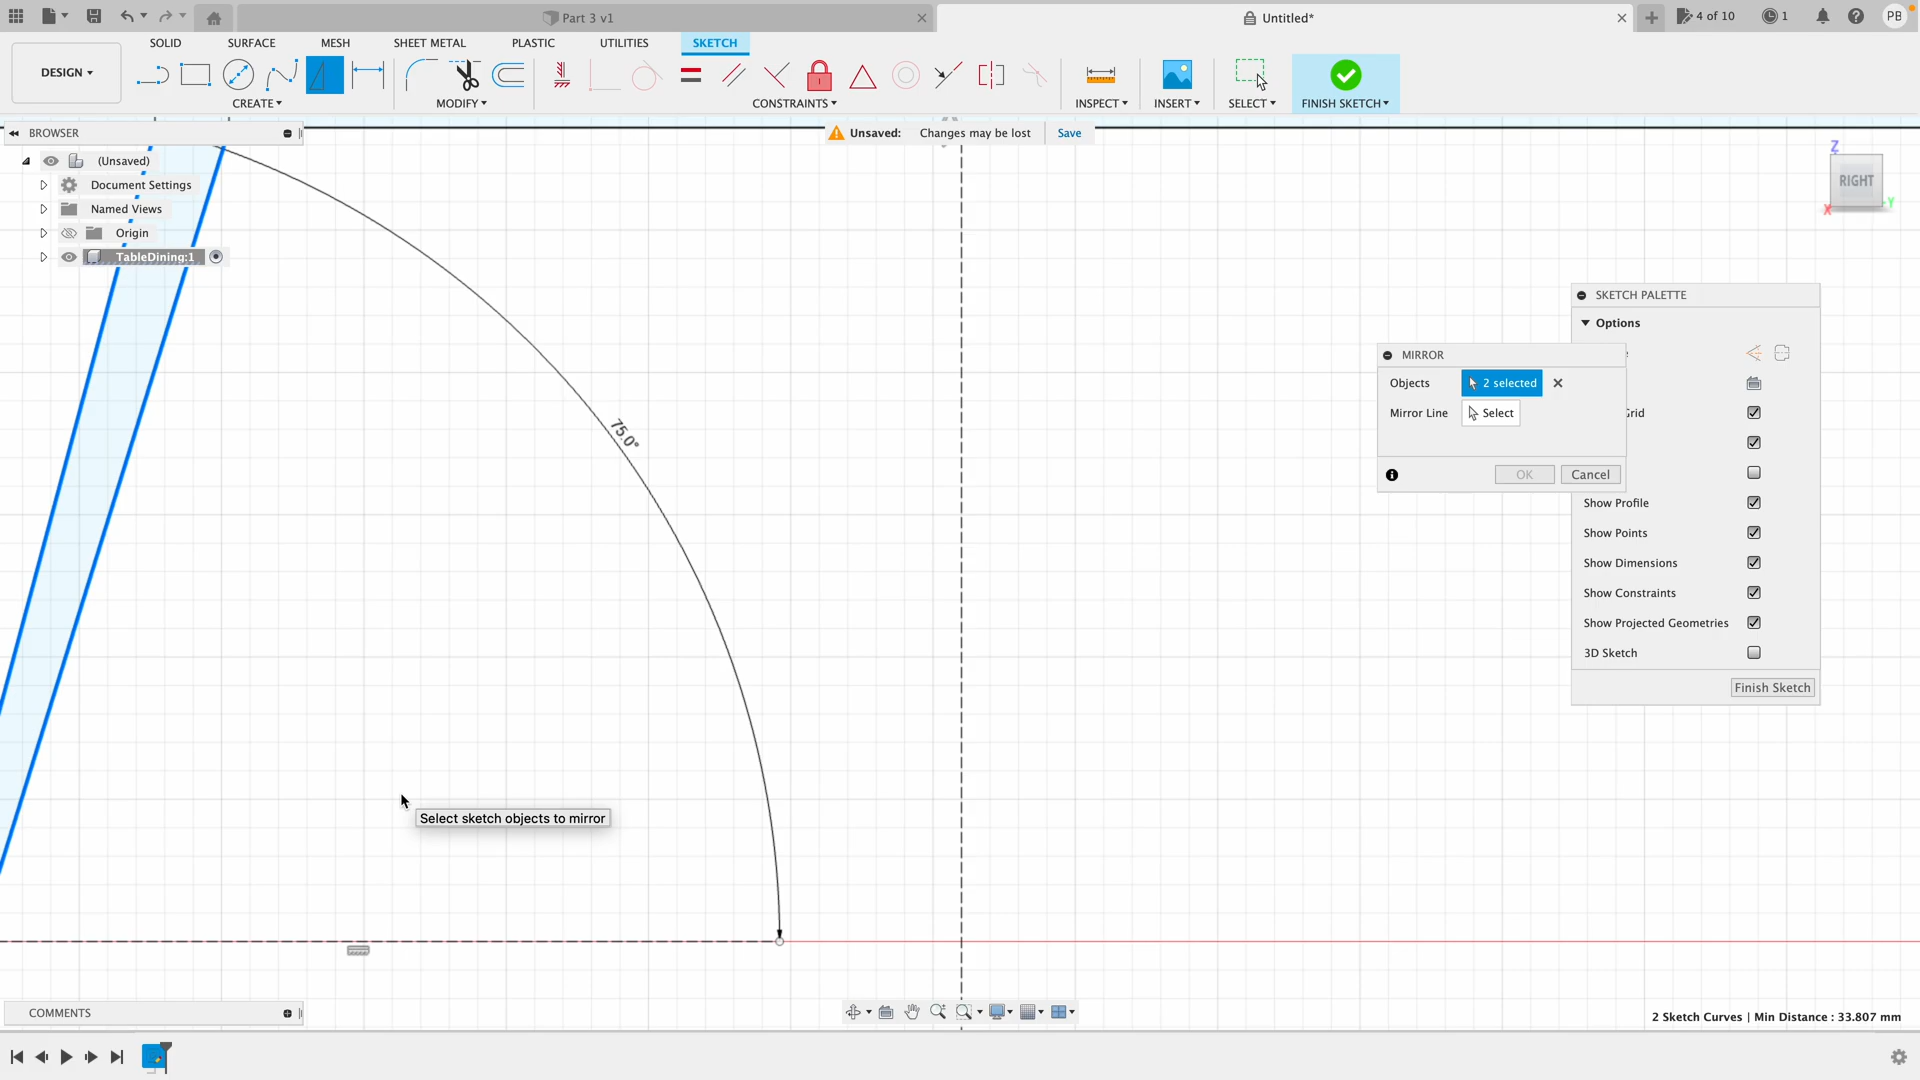 Part 3 v1
Untitled*
4 of 10
1
PB
SOLID
SURFACE
MESH
SHEET METAL
PLASTIC
UTILITIES
SKETCH
DESIGN
CREATE
MODIFY
CONSTRAINTS
INSPECT
INSERT
SELECT
FINISH SKETCH
BROWSER
Unsaved:
Changes may be lost
Save
(Unsaved)
Document Settings
Named Views
Origin
TableDining:1
Z
RIGHT
X
Y
SKETCH PALETTE
Options
MIRROR
Objects
2 selected
Mirror Line
Select
Grid
OK
Cancel
Show Profile
Show Points
Show Dimensions
Show Constraints
Show Projected Geometries
3D Sketch
Finish Sketch
75.0°
Select sketch objects to mirror
COMMENTS
2 Sketch Curves | Min Distance : 33.807 mm